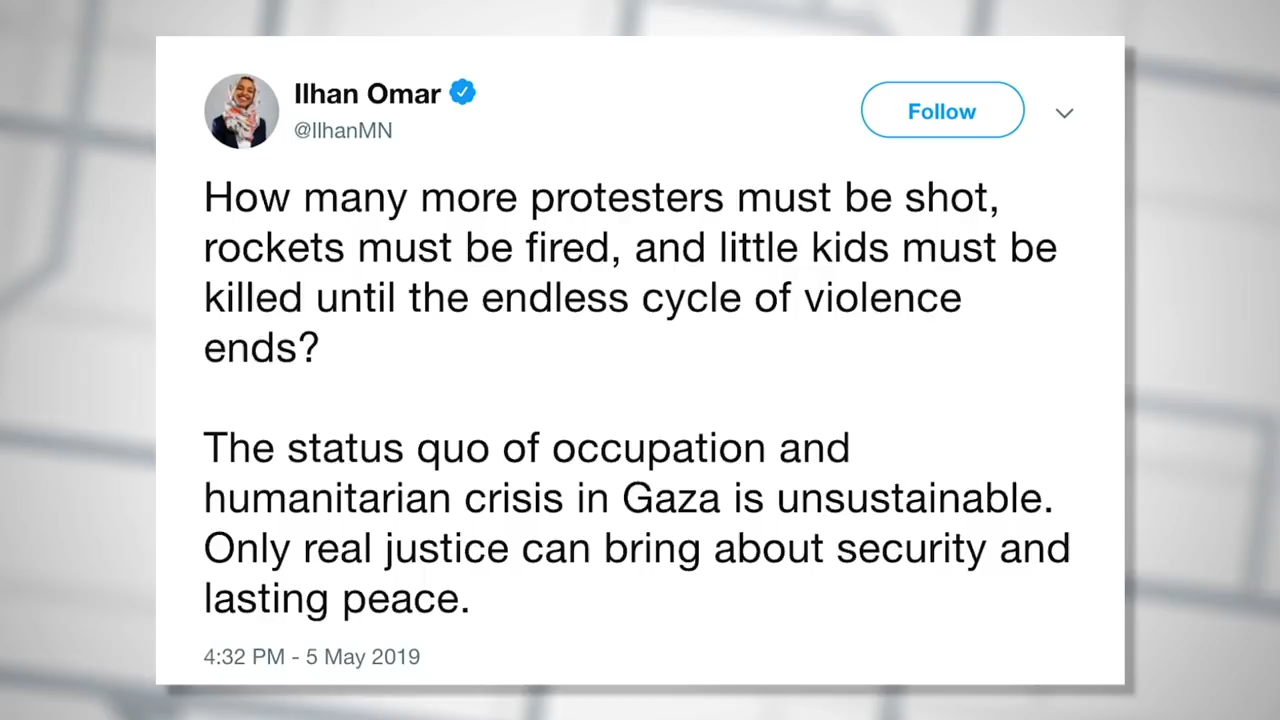 Ilhan Omar
@IlhanMN
Follow
How many more protesters must be shot,
rockets must be fired, and little kids must be
killed until the endless cycle of violence
ends?
The status quo of occupation and
humanitarian crisis in Gaza is unsustainable.
Only real justice can bring about security and
lasting peace.
4:32 PM - 5 May 2019